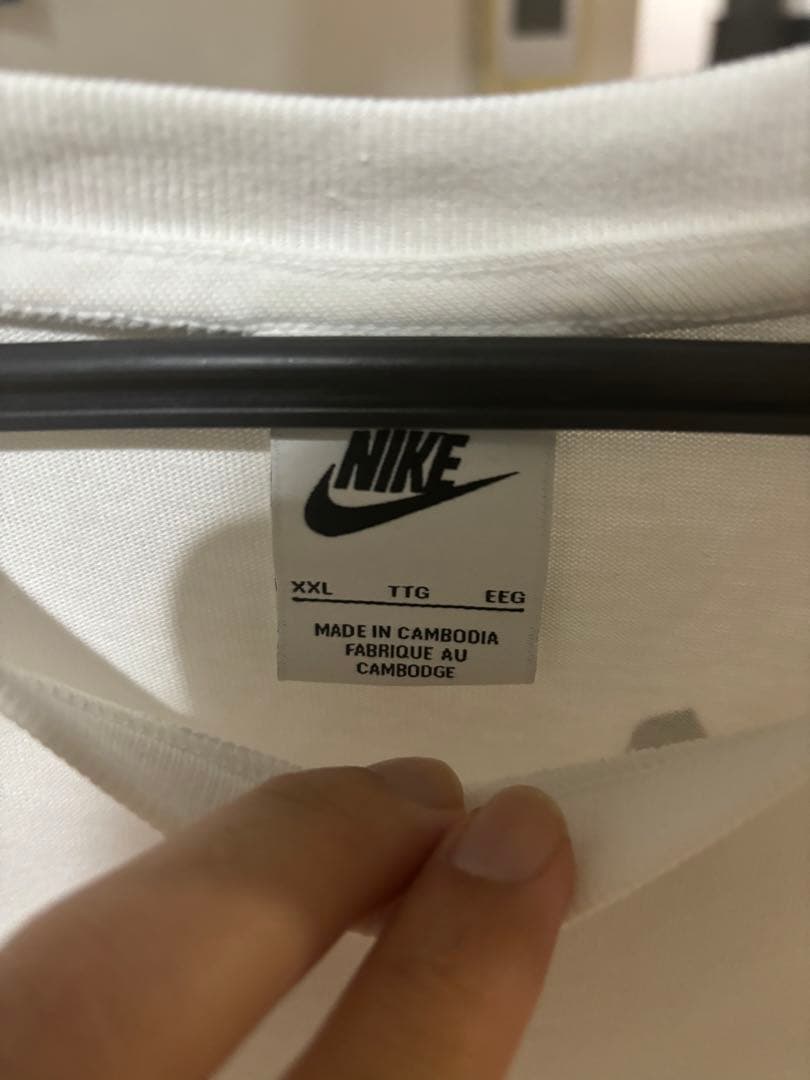 NIKE
XXL TTG EEG
MADE IN CAMBODIA
FABRIQUE AU
CAMBODGE